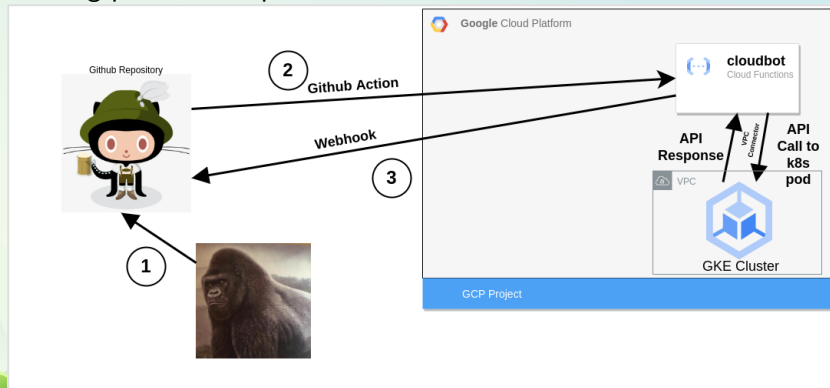 Google Cloud Platform
Github Repository
2
Github Action
cloudbot
Cloud Functions
Webhook
3
API
Response
VPC
Connector
API
Call to
k8s
pod
VPC
GKE Cluster
1
GCP Project